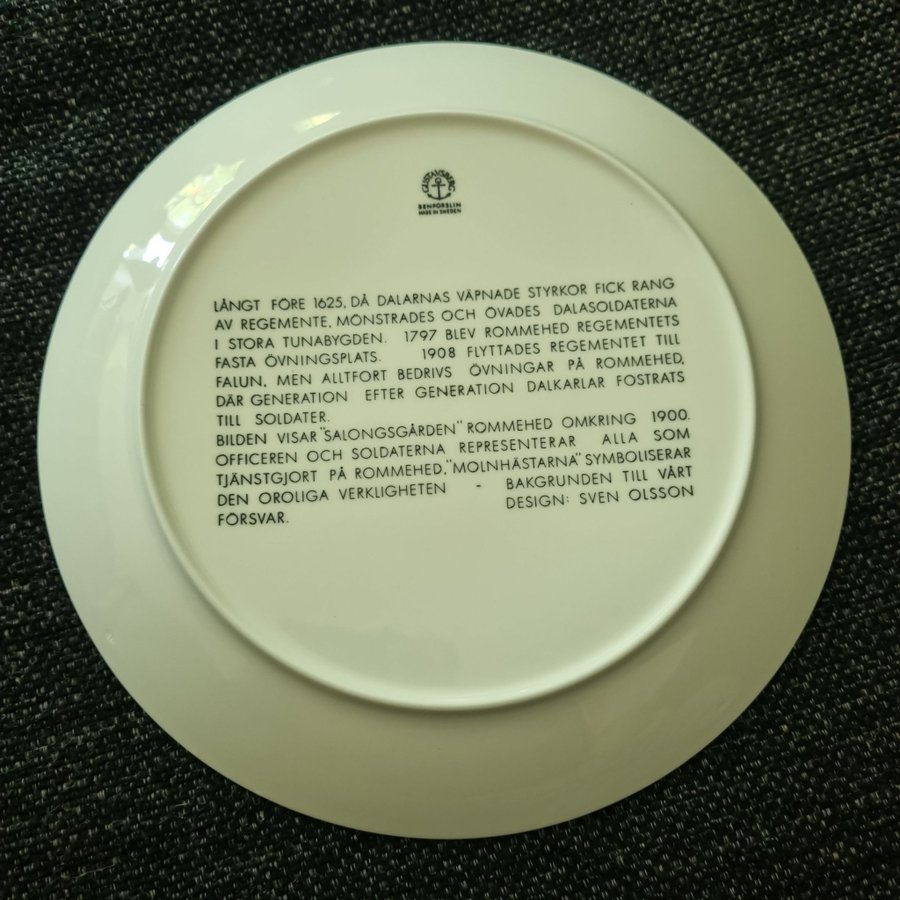 GUSTAVSBERG
BENPORSLIN
MADE IN SWEDEN
LÅNGT FÖRE 1625, DÅ DALARNAS VÄPNADE STYRKOR FICK RANG
AV REGEMENTE, MÖNSTRADES OCH ÖVADES DALASOLDATERNA
I STORA TUNABYGDEN. 1797 BLEV ROMMEHED REGEMENTETS
FASTA ÖVNINGSPLATS. 1908 FLYTTADES REGEMENTET TILL
FALUN, MEN ALLTFORT BEDRIVS ÖVNINGAR PÅ ROMMEHED,
DÄR GENERATION EFTER GENERATION DALKARLAR FOSTRATS
TILL SOLDATER.
BILDEN VISAR "SALONGSGÅRDEN" ROMMEHED OMKRING 1900.
OFFICEREN OCH SOLDATERNA REPRESENTERAR ALLA SOM
TJÄNSTGJORT PÅ ROMMEHED, "MOLNHÄSTARNA" SYMBOLISERAR
DEN OROLIGA VERKLIGHETEN - BAKGRUNDEN TILL VÅRT
FÖRSVAR. DESIGN: SVEN OLSSON